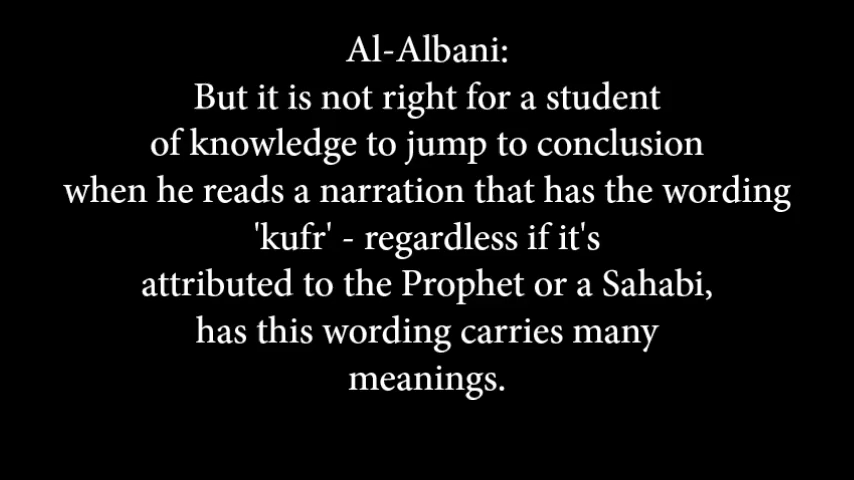 Al-Albani:
But it is not right for a student
of knowledge to jump to conclusion
when he reads a narration that has the wording
'kufr' - regardless if it's
attributed to the Prophet or a Sahabi,
has this wording carries many
meanings.